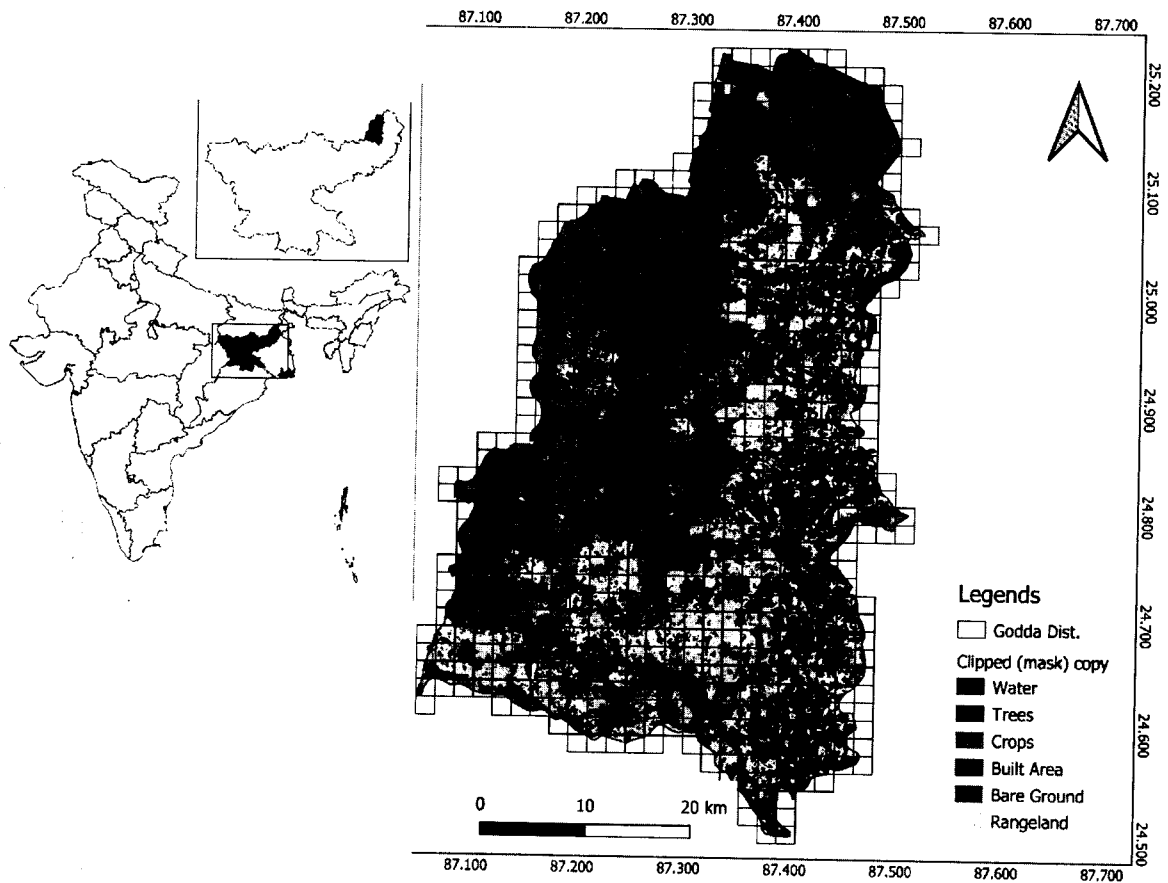 87.100 87.200 87.300 87.400 87.500 87.600 87.700
25.200
25.100
25.000
24.900
24.800
24.700
24.600
24.500
Legends
Godda Dist.
Clipped (mask) copy
Water
Trees
Crops
Built Area
Bare Ground
Rangeland
0 10 20 km
87.100 87.200 87.300 87.400 87.500 87.600 87.700